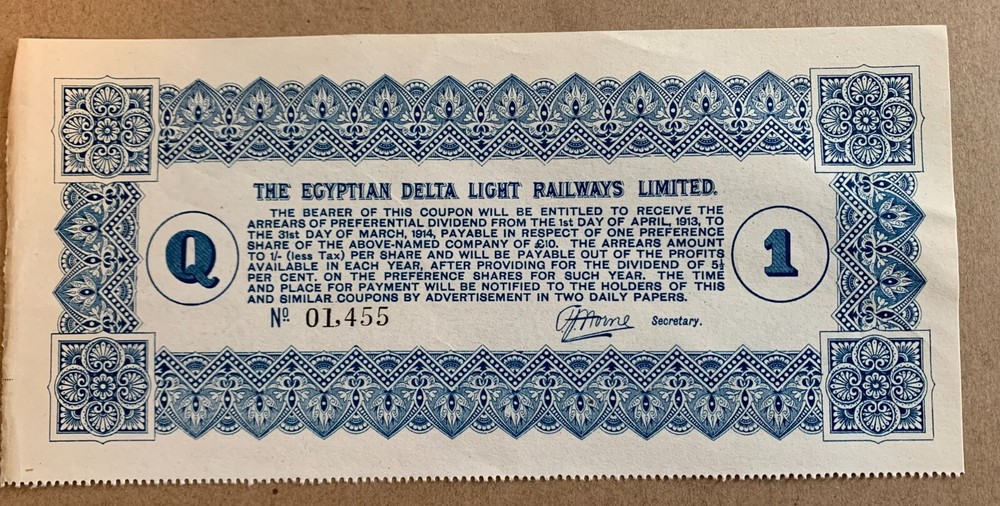 THE EGYPTIAN DELTA LIGHT RAILWAYS LIMITED.
THE BEARER OF THIS COUPON WILL BE ENTITLED TO RECEIVE THE
ARREARS OF PREFERENTIAL DIVIDEND FROM THE 1st DAY OF APRIL, 1913, TO
THE 31st DAY OF MARCH, 1914, PAYABLE IN RESPECT OF ONE PREFERENCE
SHARE OF THE ABOVE-NAMED COMPANY OF £10. THE ARREARS AMOUNT
TO 1/- (less Tax) PER SHARE AND WILL BE PAYABLE OUT OF THE PROFITS
AVAILABLE IN EACH YEAR, AFTER PROVIDING FOR THE DIVIDEND OF 5½
PER CENT. ON THE PREFERENCE SHARES FOR SUCH YEAR. THE TIME
AND PLACE FOR PAYMENT WILL BE NOTIFIED TO THE HOLDERS OF THIS
AND SIMILAR COUPONS BY ADVERTISEMENT IN TWO DAILY PAPERS.
Q
1
Nº 01,455
Secretary.